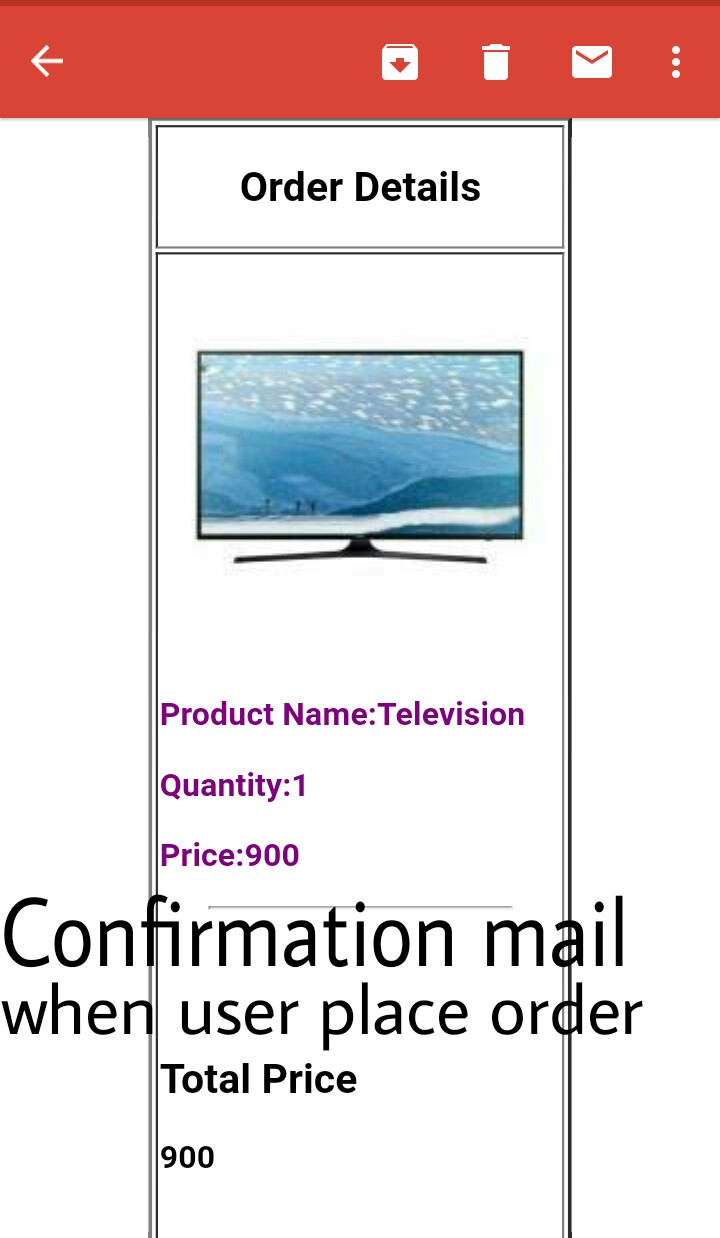 Order Details
Product Name:Television
Quantity:1
Price:900
Confirmation mail
when user place order
Total Price
900